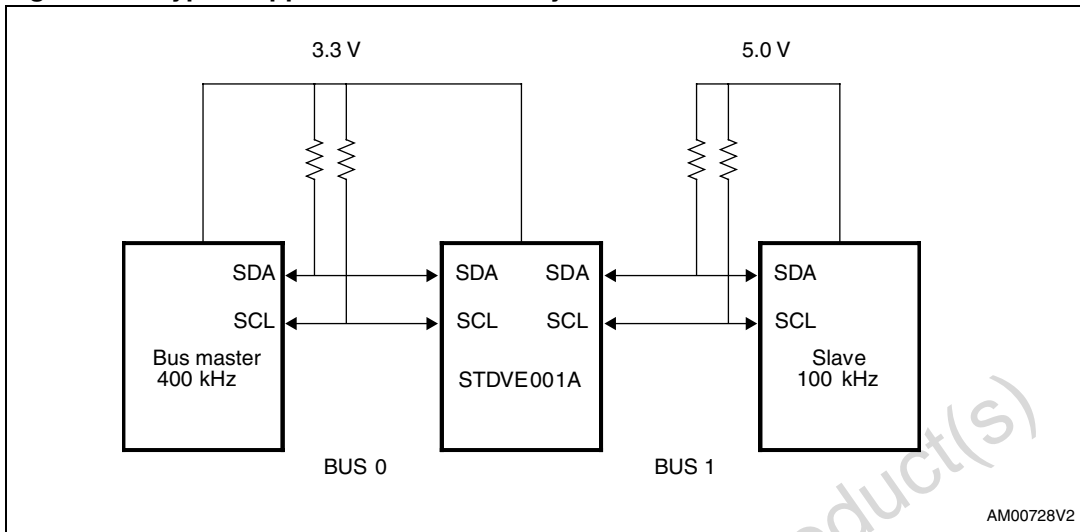 3.3 V
5.0 V
SDA
SDA
SDA
SDA
SCL
SCL
SCL
SCL
Bus master
400 kHz
STDVE001A
Slave
100 kHz
BUS 0
BUS 1
AM00728V2